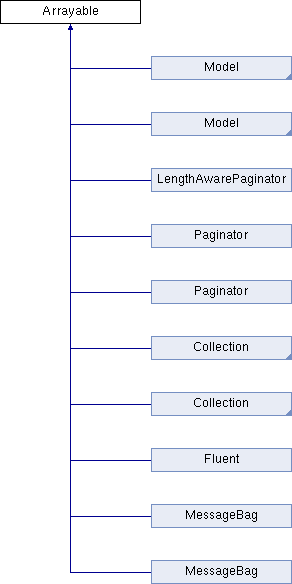 Arrayable
Model
Model
LengthAwarePaginator
Paginator
Paginator
Collection
Collection
Fluent
MessageBag
MessageBag